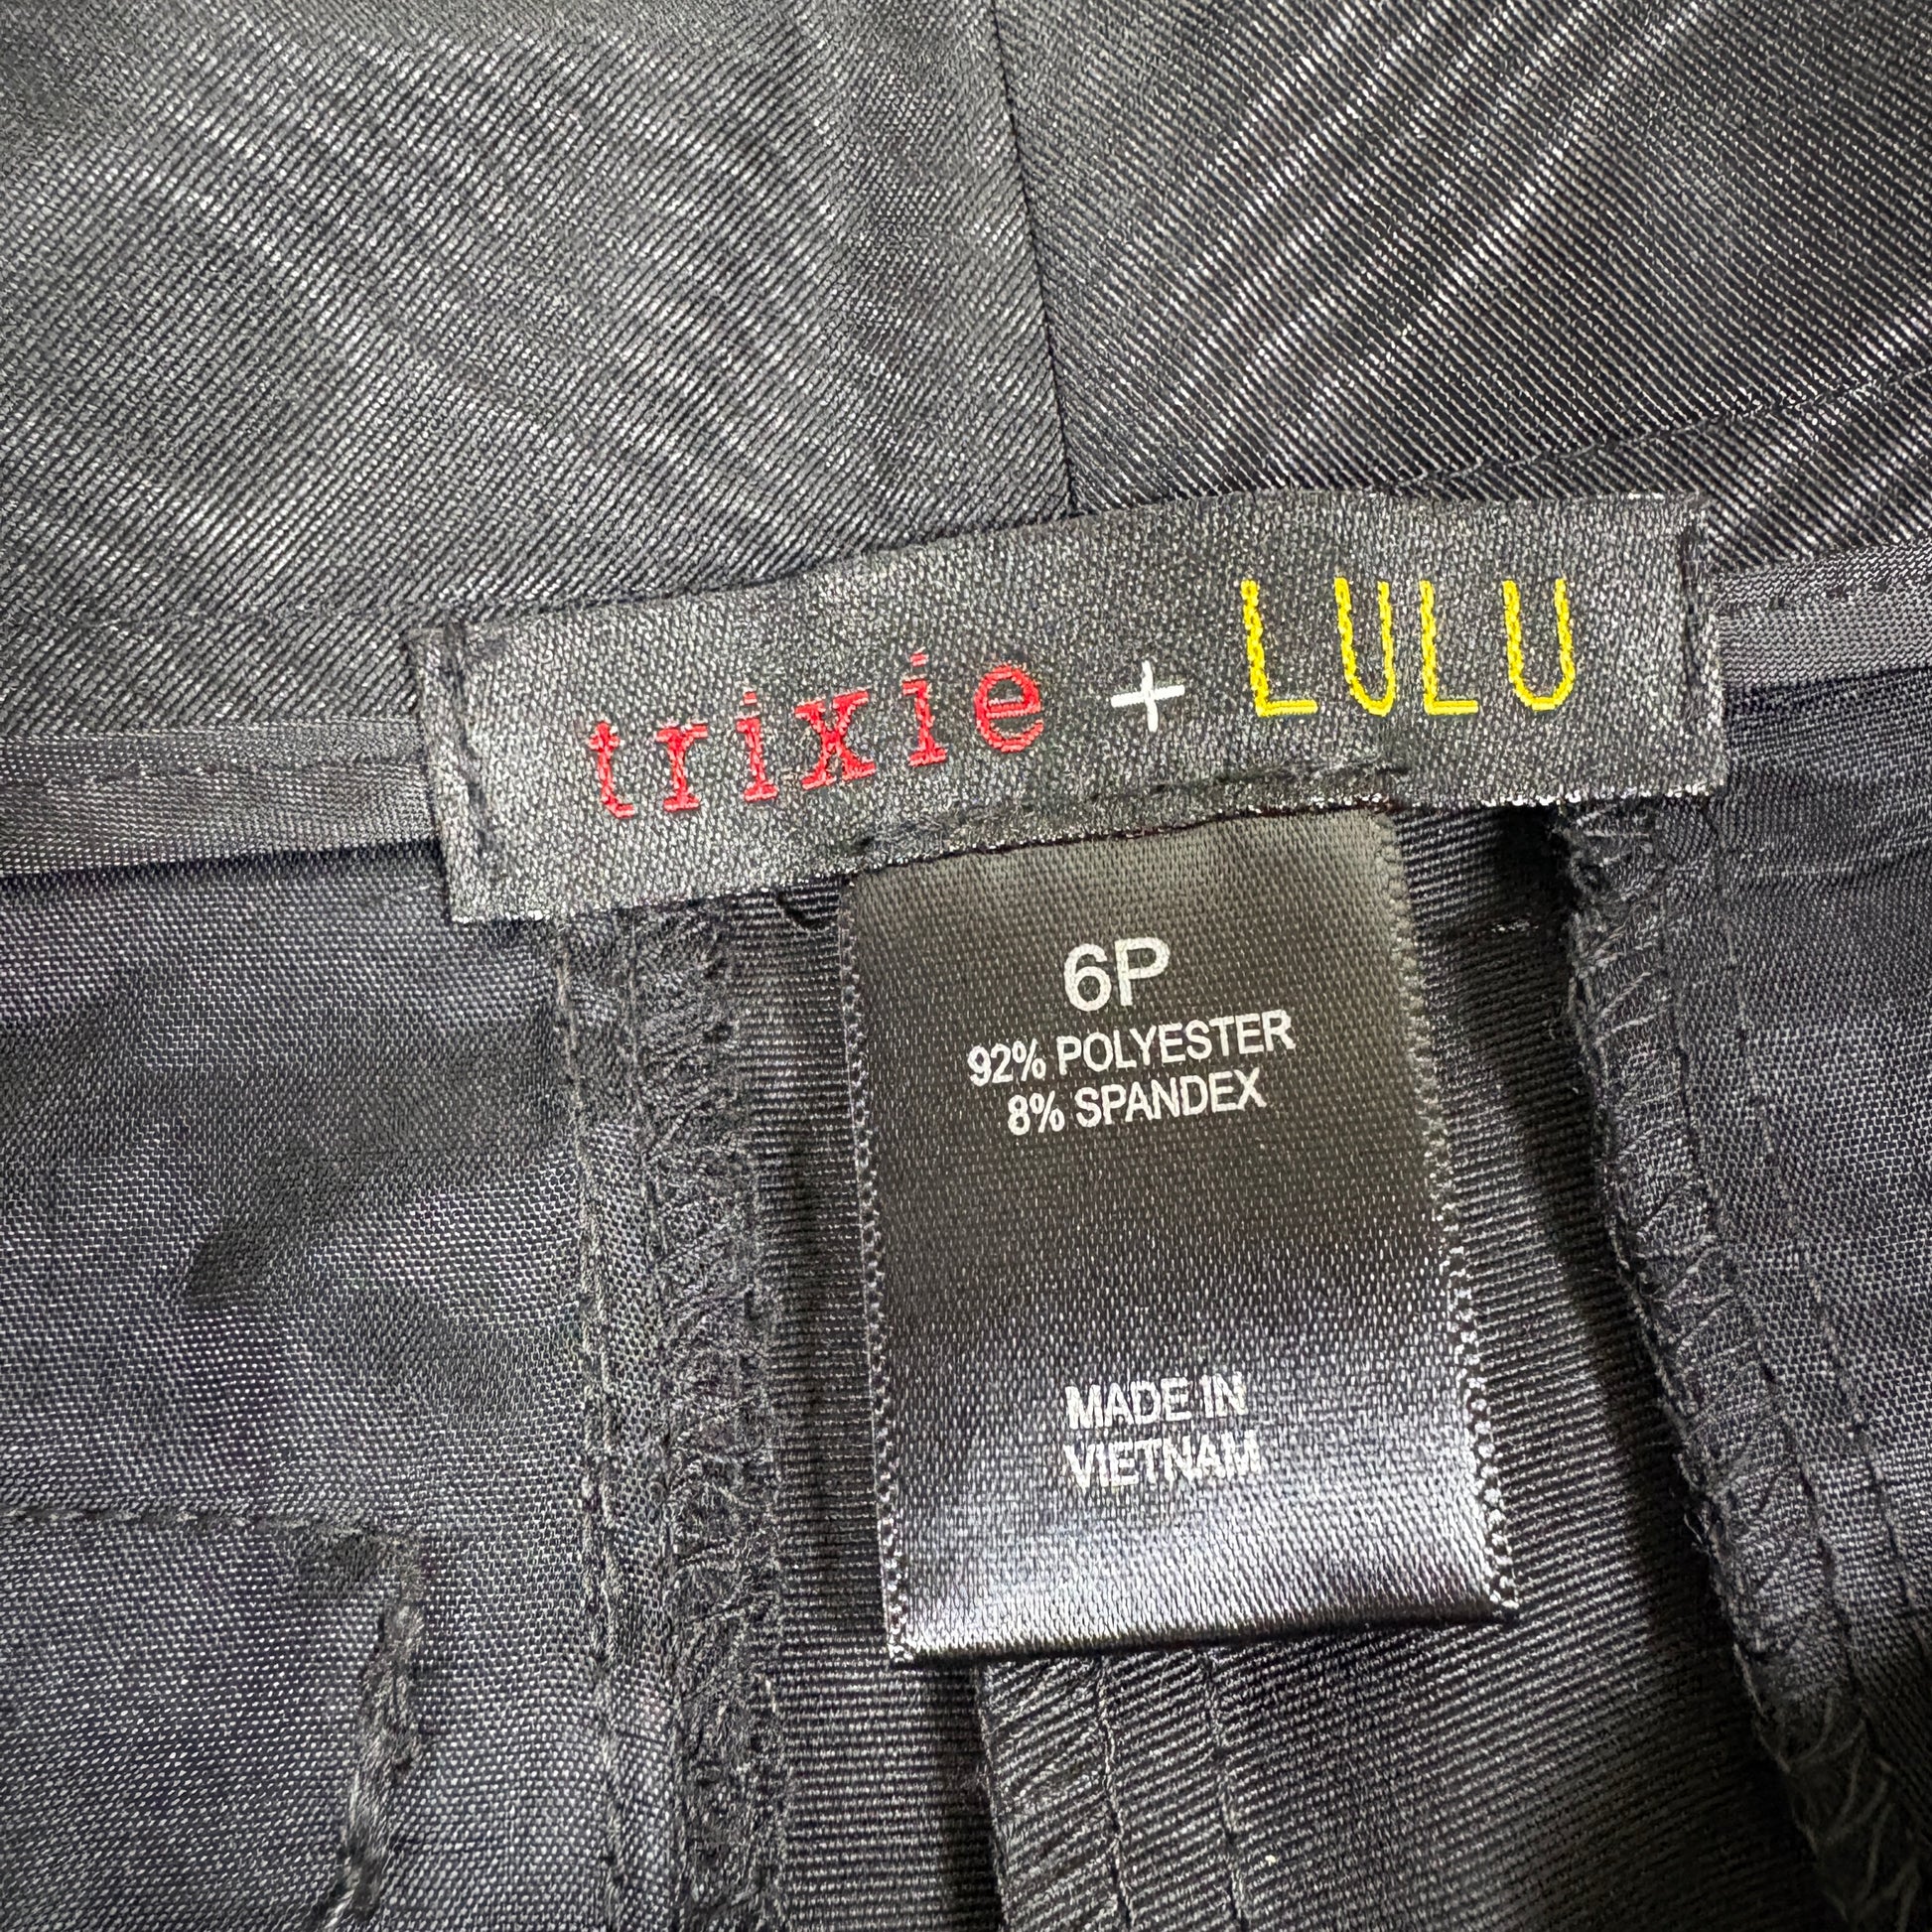 trixie + LULU
6P
92% POLYESTER
8% SPANDEX
MADE IN
VIETNAM